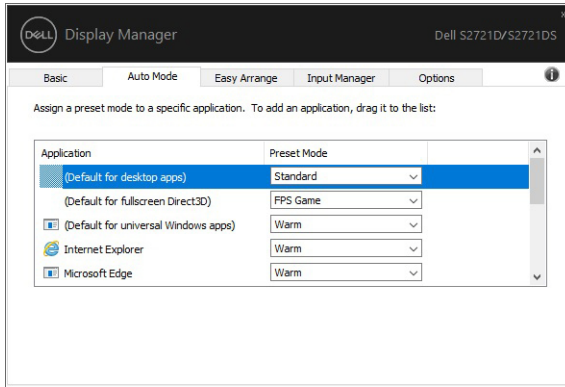 DELL Display Manager Dell S2721D/S2721DS
Basic Auto Mode Easy Arrange Input Manager Options
Assign a preset mode to a specific application. To add an application, drag it to the list:
Application Preset Mode
(Default for desktop apps) Standard
(Default for fullscreen Direct3D) FPS Game
(Default for universal Windows apps) Warm
Internet Explorer Warm
Microsoft Edge Warm